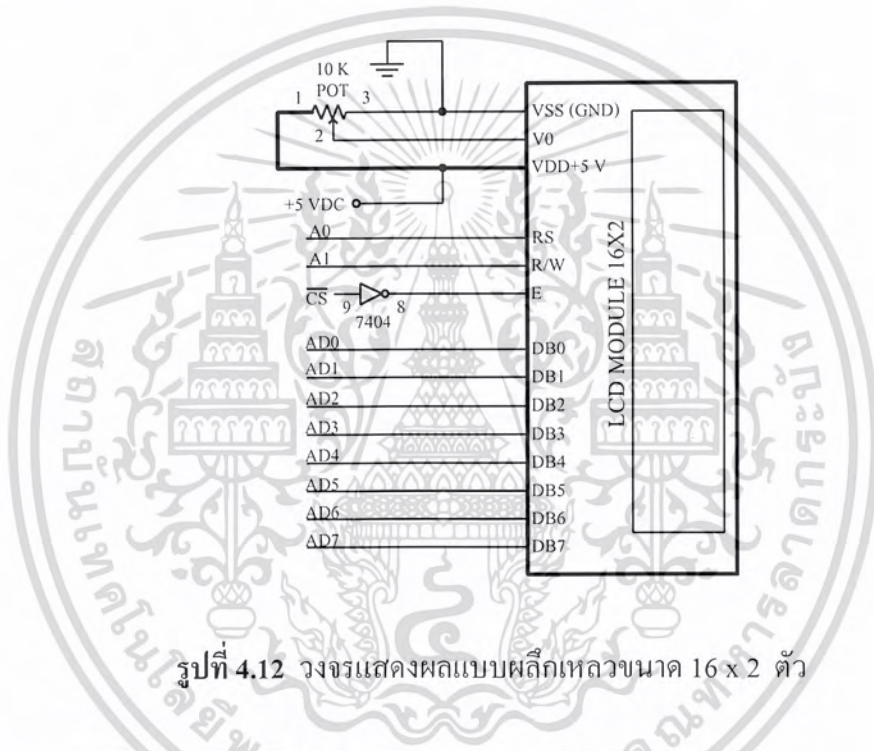 10 K
POT
1
3
2
VSS (GND)
V0
VDD+5 V
+5 VDC
A0
RS
A1
R/W
CS
9
8
E
7404
AD0
DB0
AD1
DB1
AD2
DB2
AD3
DB3
AD4
DB4
AD5
DB5
AD6
DB6
AD7
DB7
LCD MODULE 16X2
รูปที่ 4.12 วงจรแสดงผลแบบผลึกเหลวขนาด 16 x 2 ตัว